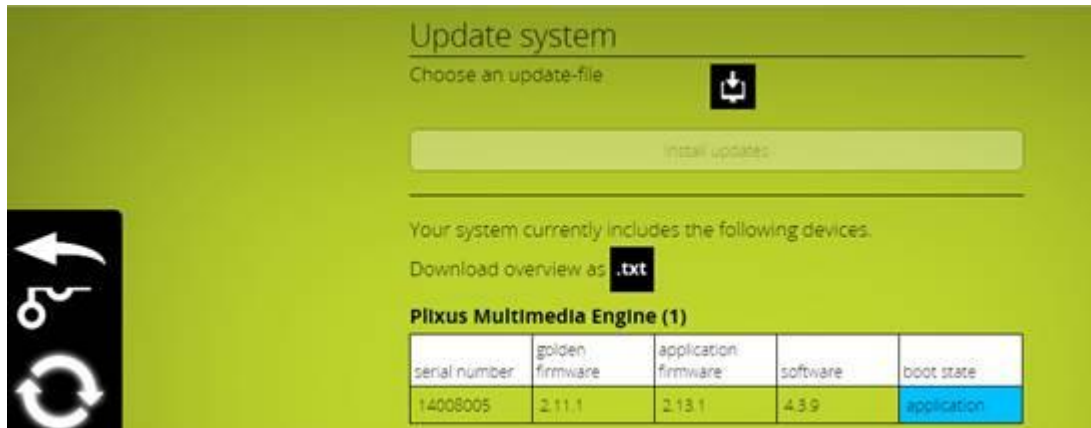 Update system
Choose an update-file
Install updates
Your system currently includes the following devices.
Download overview as .txt
Plixus Multimedia Engine (1)
serial number golden firmware application firmware software boot state
14008005 2.11.1 2.13.1 4.3.9 application